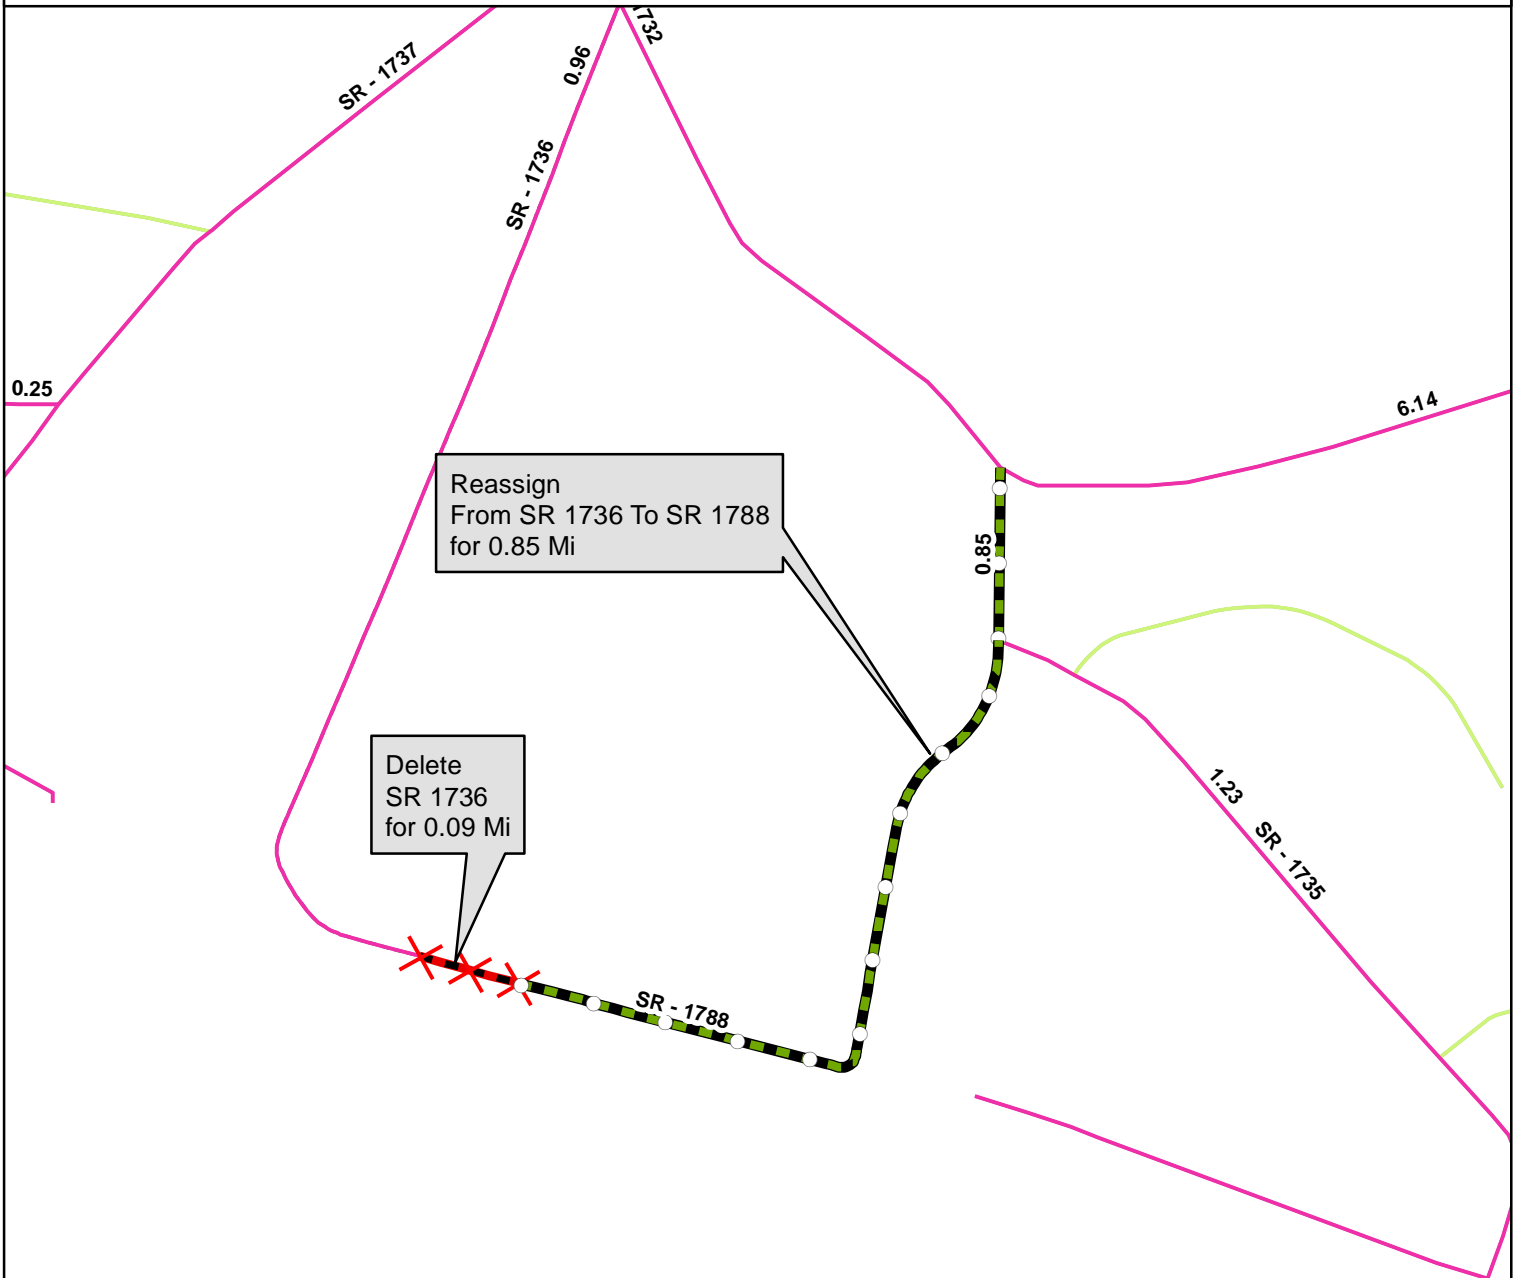 1732
SR - 1737
0.96
SR - 1736
0.25
6.14
Reassign
From SR 1736 To SR 1788
for 0.85 Mi
0.85
Delete
SR 1736
for 0.09 Mi
1.23
SR - 1735
SR - 1788